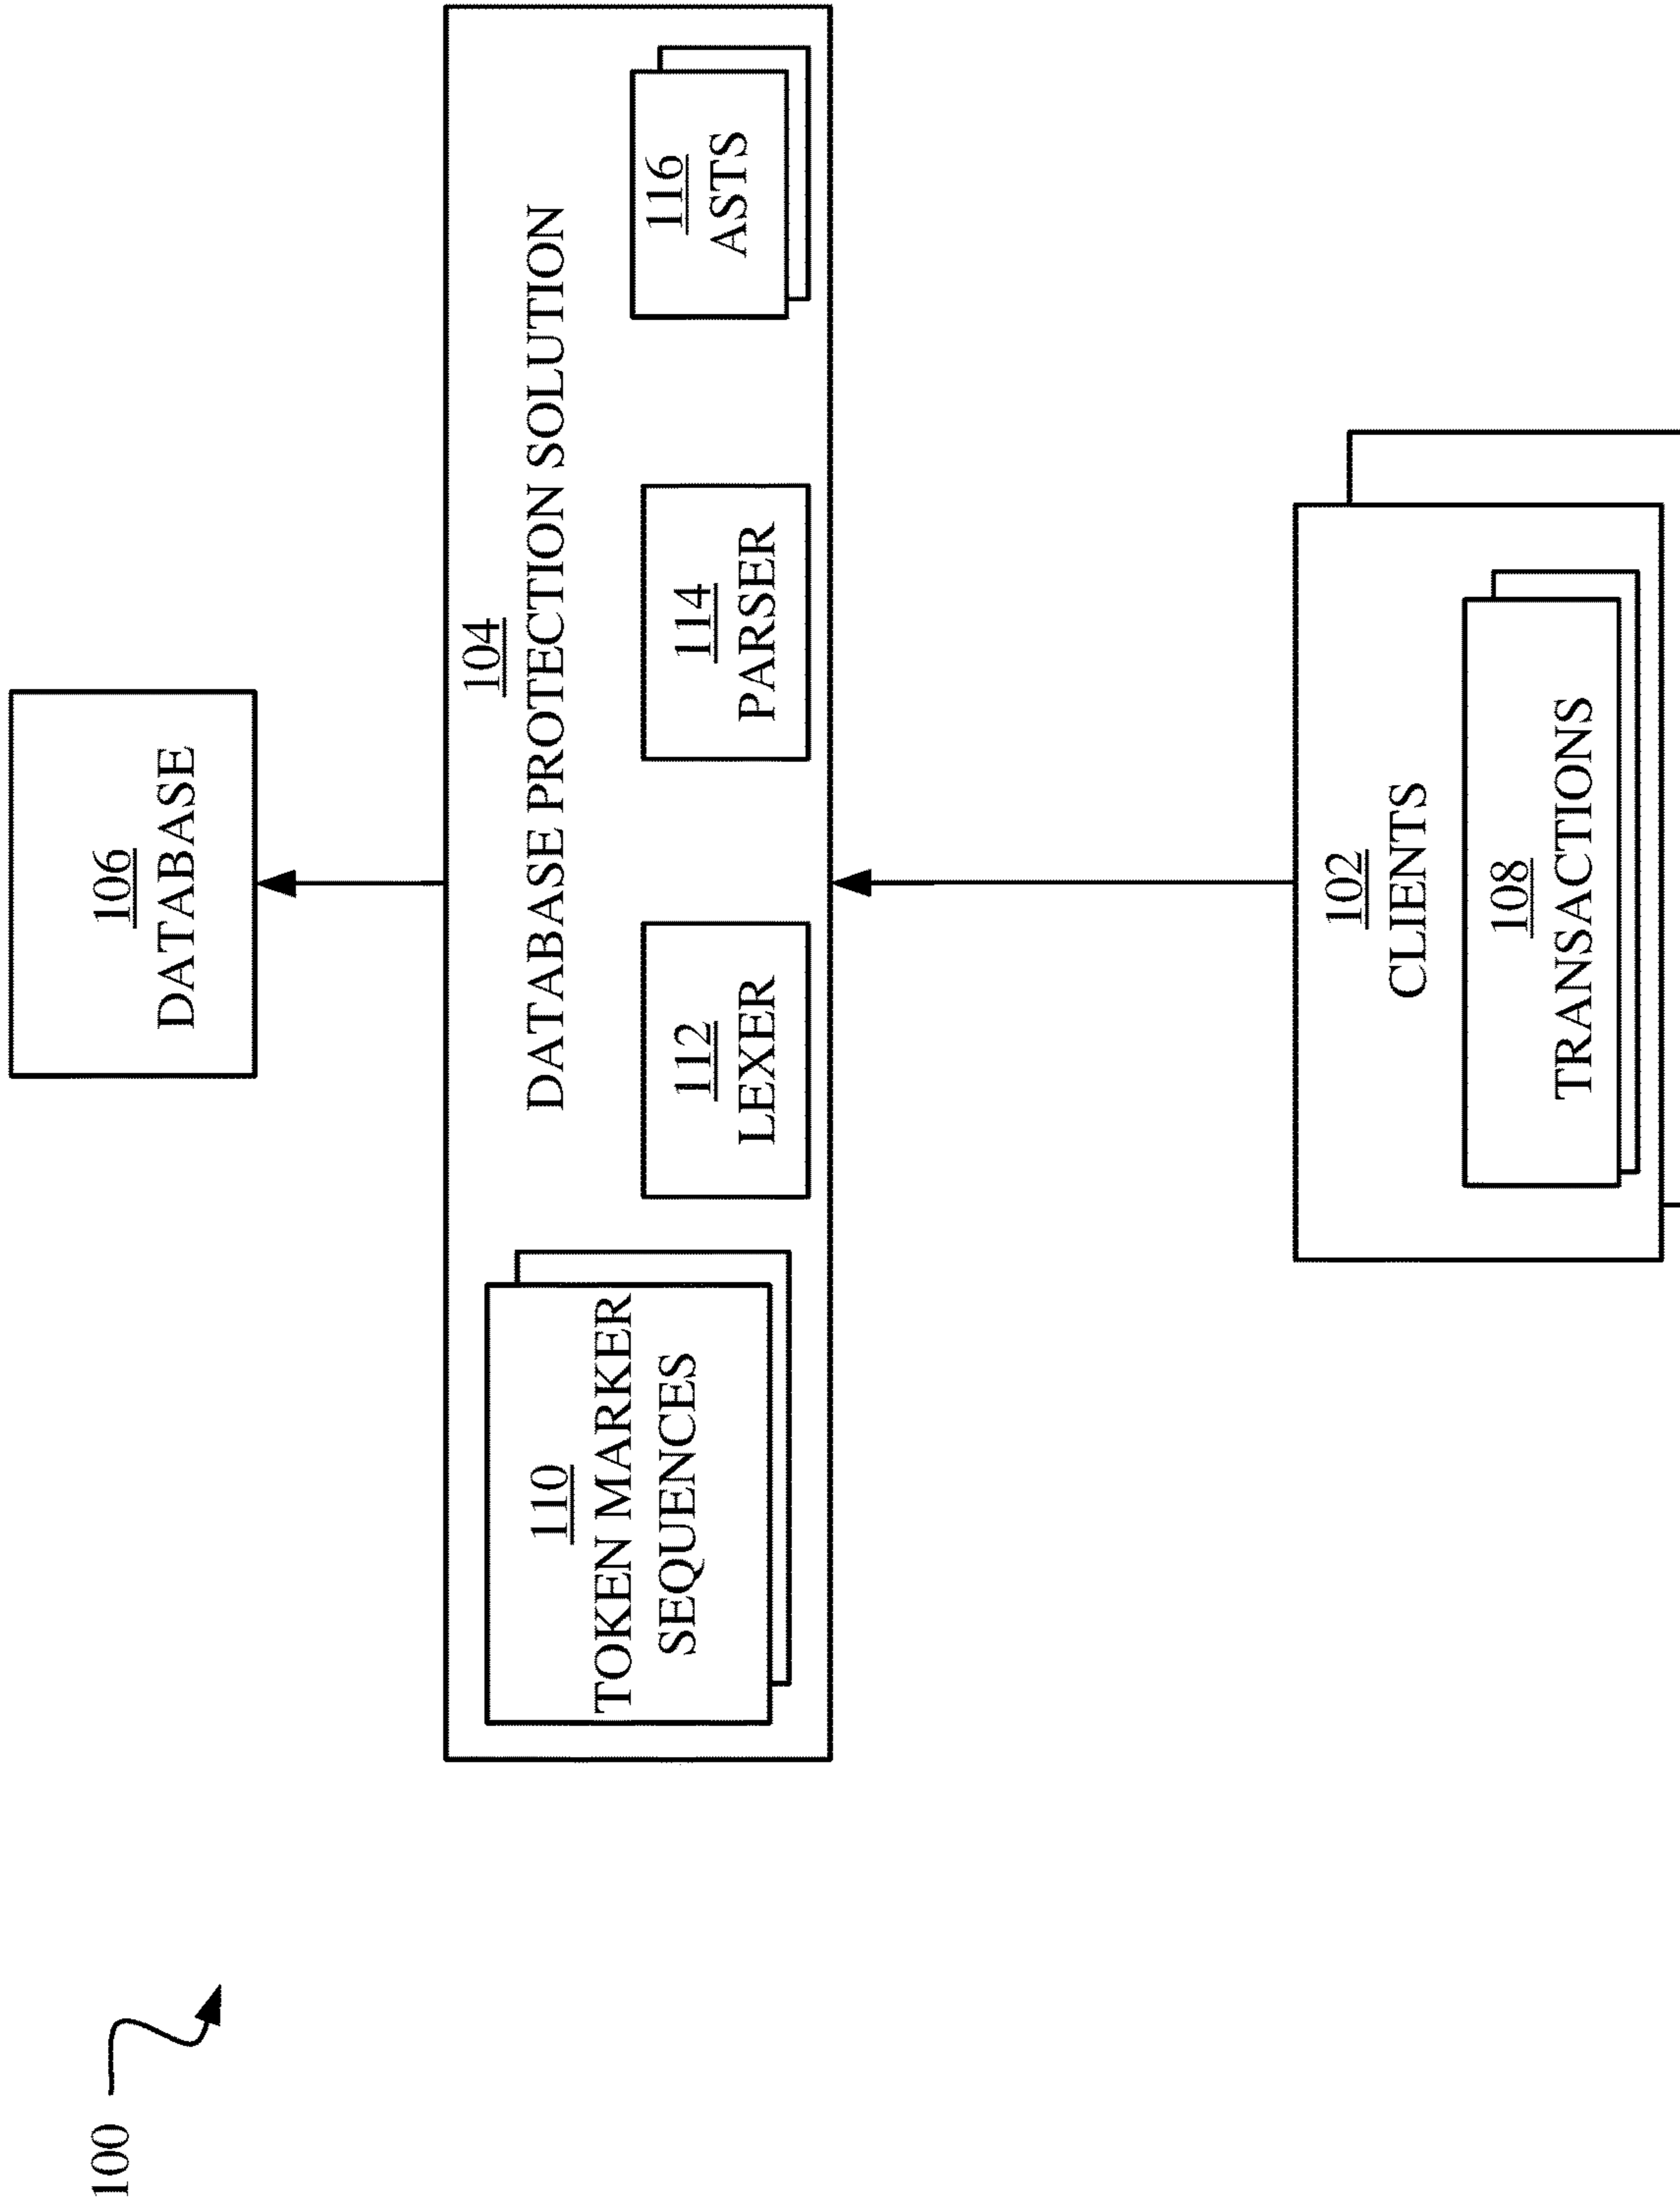 100
106
DATABASE
104
DATABASE PROTECTION SOLUTION
110
TOKEN MARKER
SEQUENCES
112
LEXER
114
PARSER
116
ASTS
102
CLIENTS
108
TRANSACTIONS